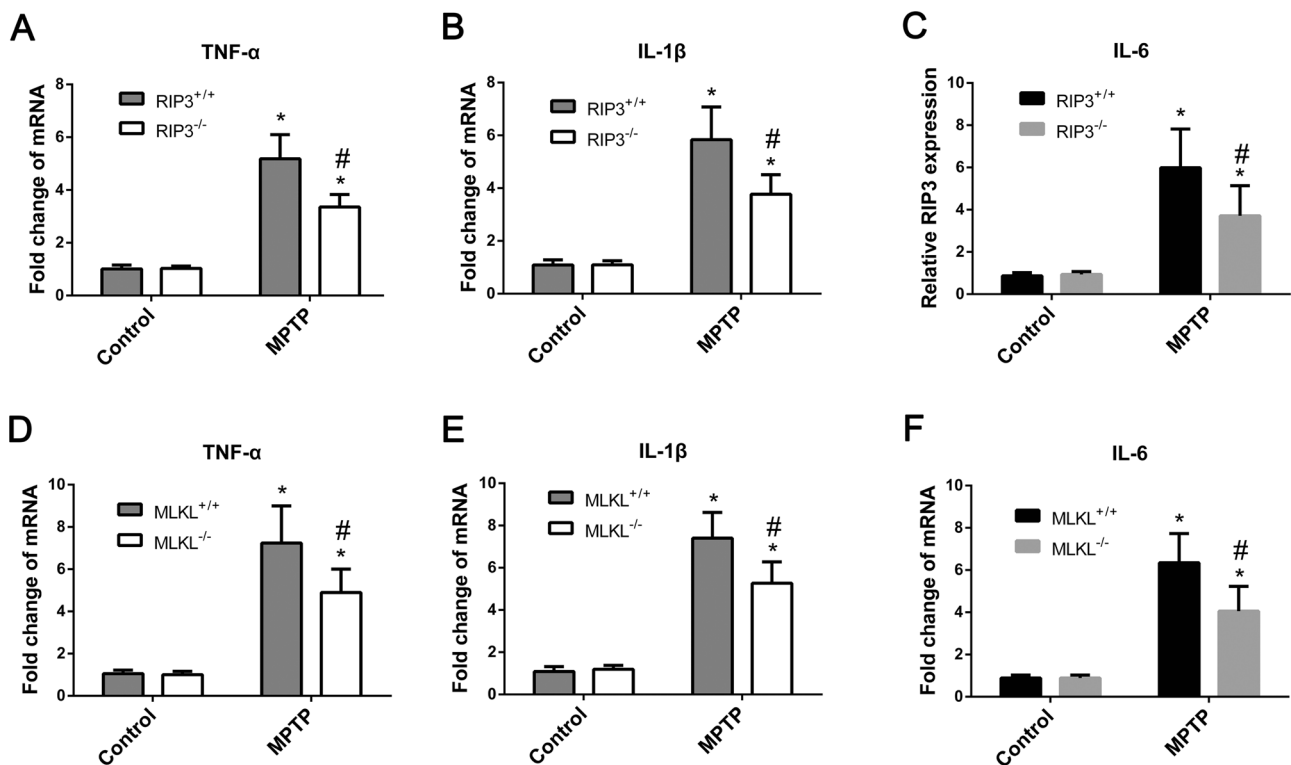 A
TNF-α
Fold change of mRNA
8
6
4
2
0
RIP3+/+
RIP3-/-
*
#
*
Control
MPTP
B
IL-1β
Fold change of mRNA
8
6
4
2
0
RIP3+/+
RIP3-/-
*
#
*
Control
MPTP
C
IL-6
Relative RIP3 expression
10
8
6
4
2
0
RIP3+/+
RIP3-/-
*
#
*
Control
MPTP
D
TNF-α
Fold change of mRNA
10
8
6
4
2
0
MLKL+/+
MLKL-/-
*
#
*
Control
MPTP
E
IL-1β
Fold change of mRNA
10
8
6
4
2
0
MLKL+/+
MLKL-/-
*
#
*
Control
MPTP
F
IL-6
Fold change of mRNA
10
8
6
4
2
0
MLKL+/+
MLKL-/-
*
#
*
Control
MPTP